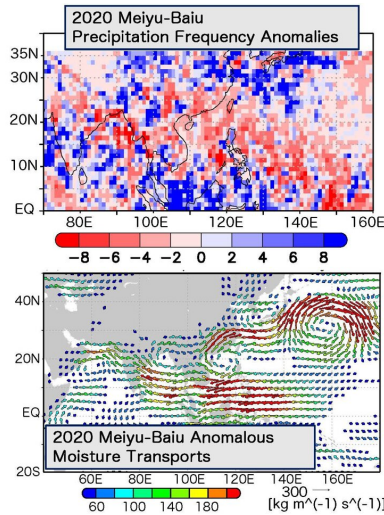 2020 Meiyu-Baiu
Precipitation Frequency Anomalies
35N
30N
20N
10N
EQ
80E 100E 120E 140E 160E
-8 -6 -4 -2 0 2 4 6 8
40N
20N
EQ
20S
2020 Meiyu-Baiu Anomalous
Moisture Transports
60E 80E 100E 120E 140E 160E
60 100 140 180
300
[kg m^(-1) s^(-1)]